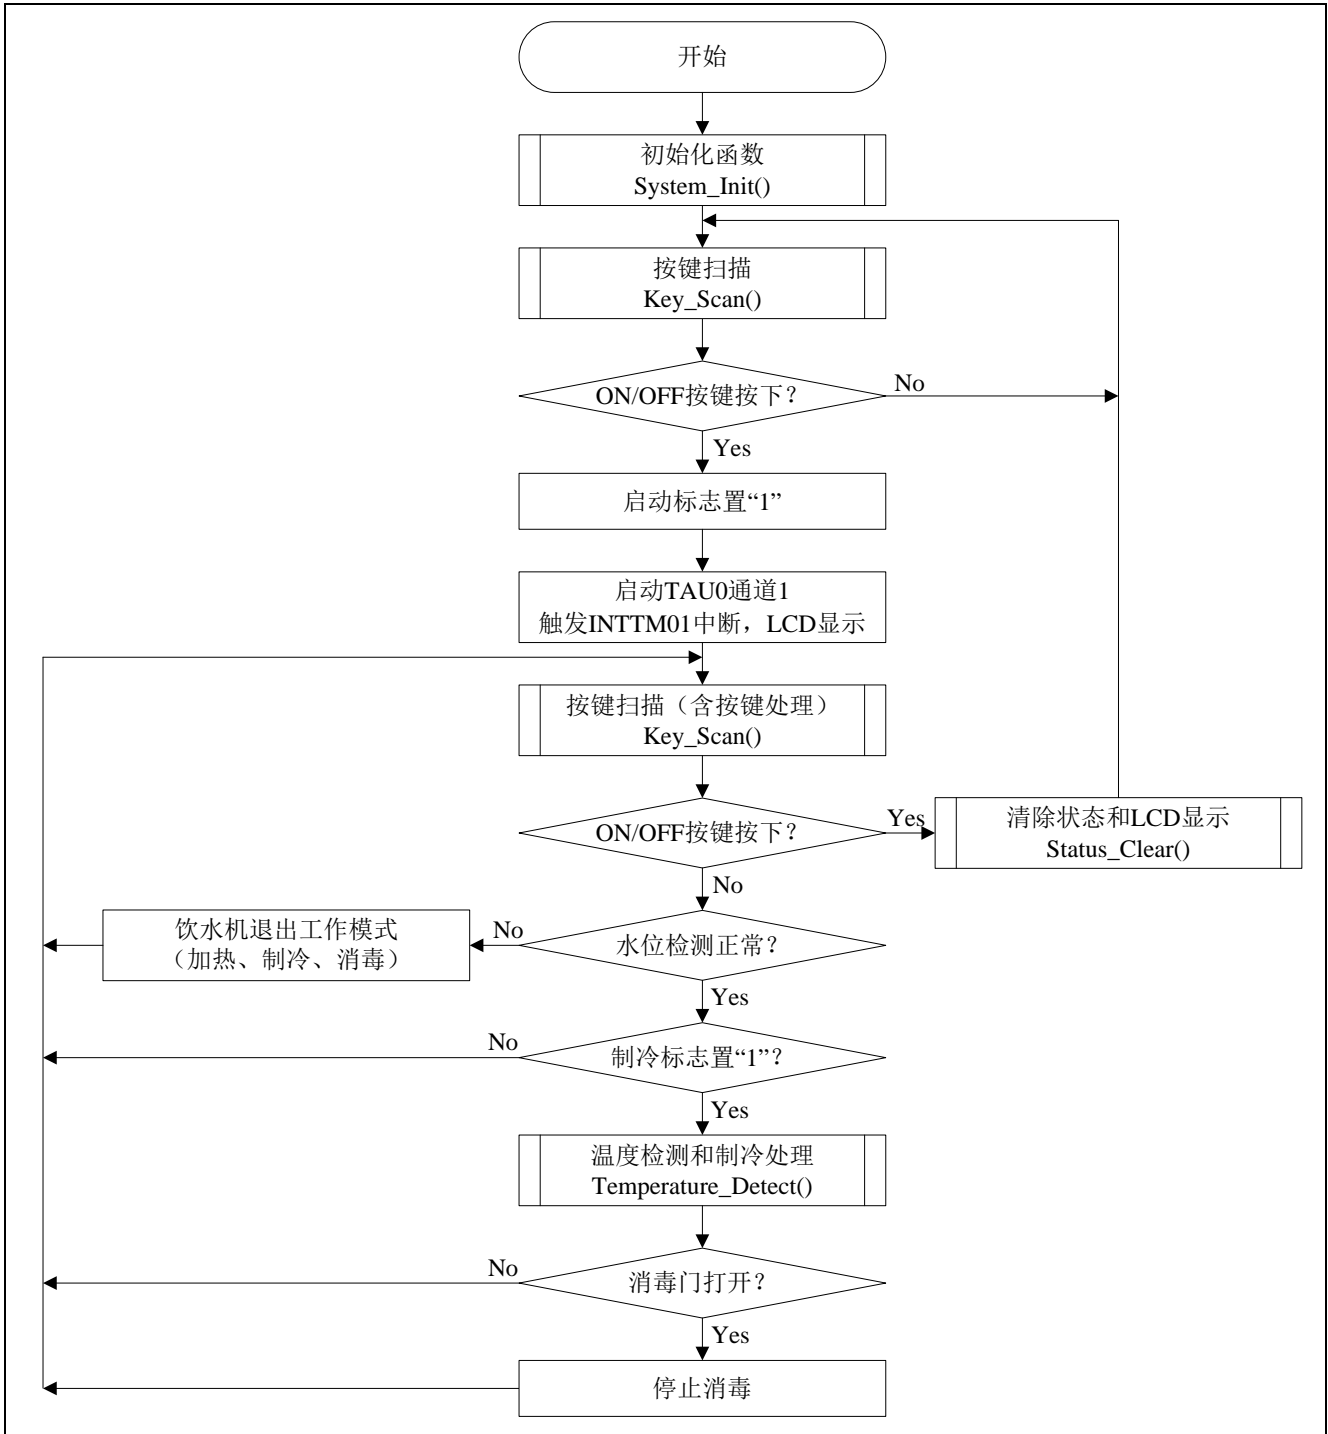 开始
初始化函数
System_Init()
按键扫描
Key_Scan()
ON/OFF按键按下？
No
Yes
启动标志置“1”
启动TAU0通道1
触发INTTM01中断，LCD显示
按键扫描（含按键处理）
Key_Scan()
ON/OFF按键按下？
Yes
清除状态和LCD显示
Status_Clear()
No
饮水机退出工作模式
（加热、制冷、消毒）
No
水位检测正常？
Yes
No
制冷标志置“1”？
Yes
温度检测和制冷处理
Temperature_Detect()
No
消毒门打开？
Yes
停止消毒